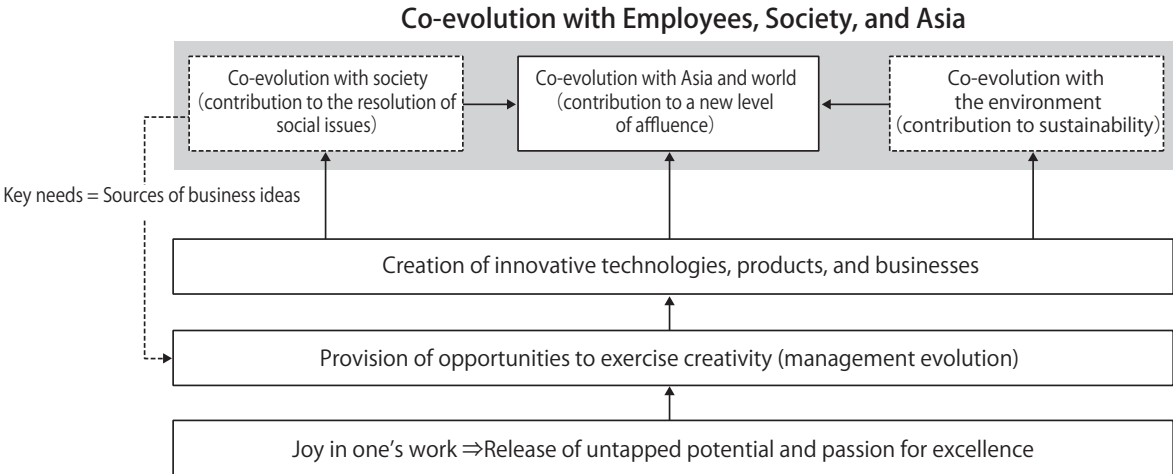 Co-evolution with Employees, Society, and Asia
Co-evolution with society
(contribution to the resolution of
social issues)
Co-evolution with Asia and world
(contribution to a new level
of affluence)
Co-evolution with
the environment
(contribution to sustainability)
Key needs = Sources of business ideas
Creation of innovative technologies, products, and businesses
Provision of opportunities to exercise creativity (management evolution)
Joy in one's work ⇒Release of untapped potential and passion for excellence